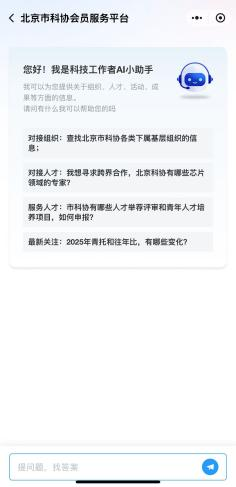 北京市科协会员服务平台
您好！我是科技工作者AI小助手
我可以为您提供关于组织、人才、活动、成
果等方面的信息。
请问有什么我可以帮助您的吗
对接组织：查找北京市科协各类下属基层组织的信
息；
对接人才：我想寻求跨界合作，北京科协有哪些芯片
领域的专家？
服务人才：市科协有哪些人才举荐评审和青年人才培
养项目，如何申报？
最新关注：2025年青托和往年比，有哪些变化？
提问题，找答案